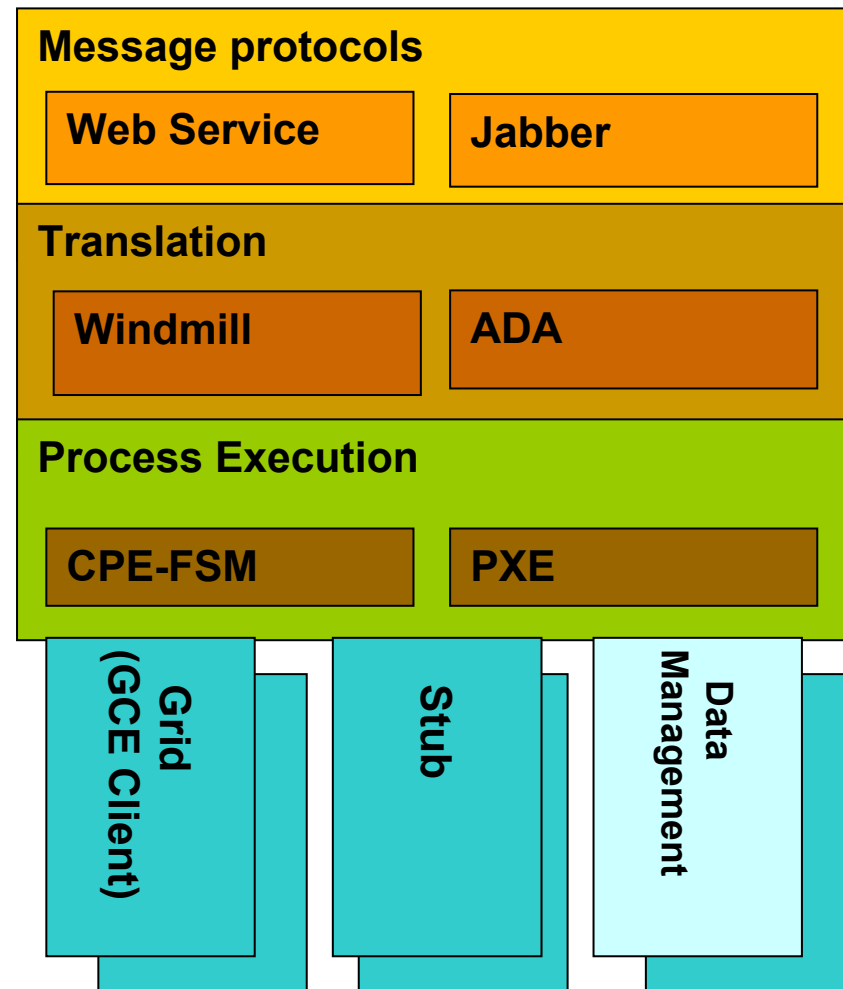 Message protocols
Web Service
Jabber
Translation
Windmill
ADA
Process Execution
CPE-FSM
PXE
Grid
(GCE Client)
Stub
Data
Management